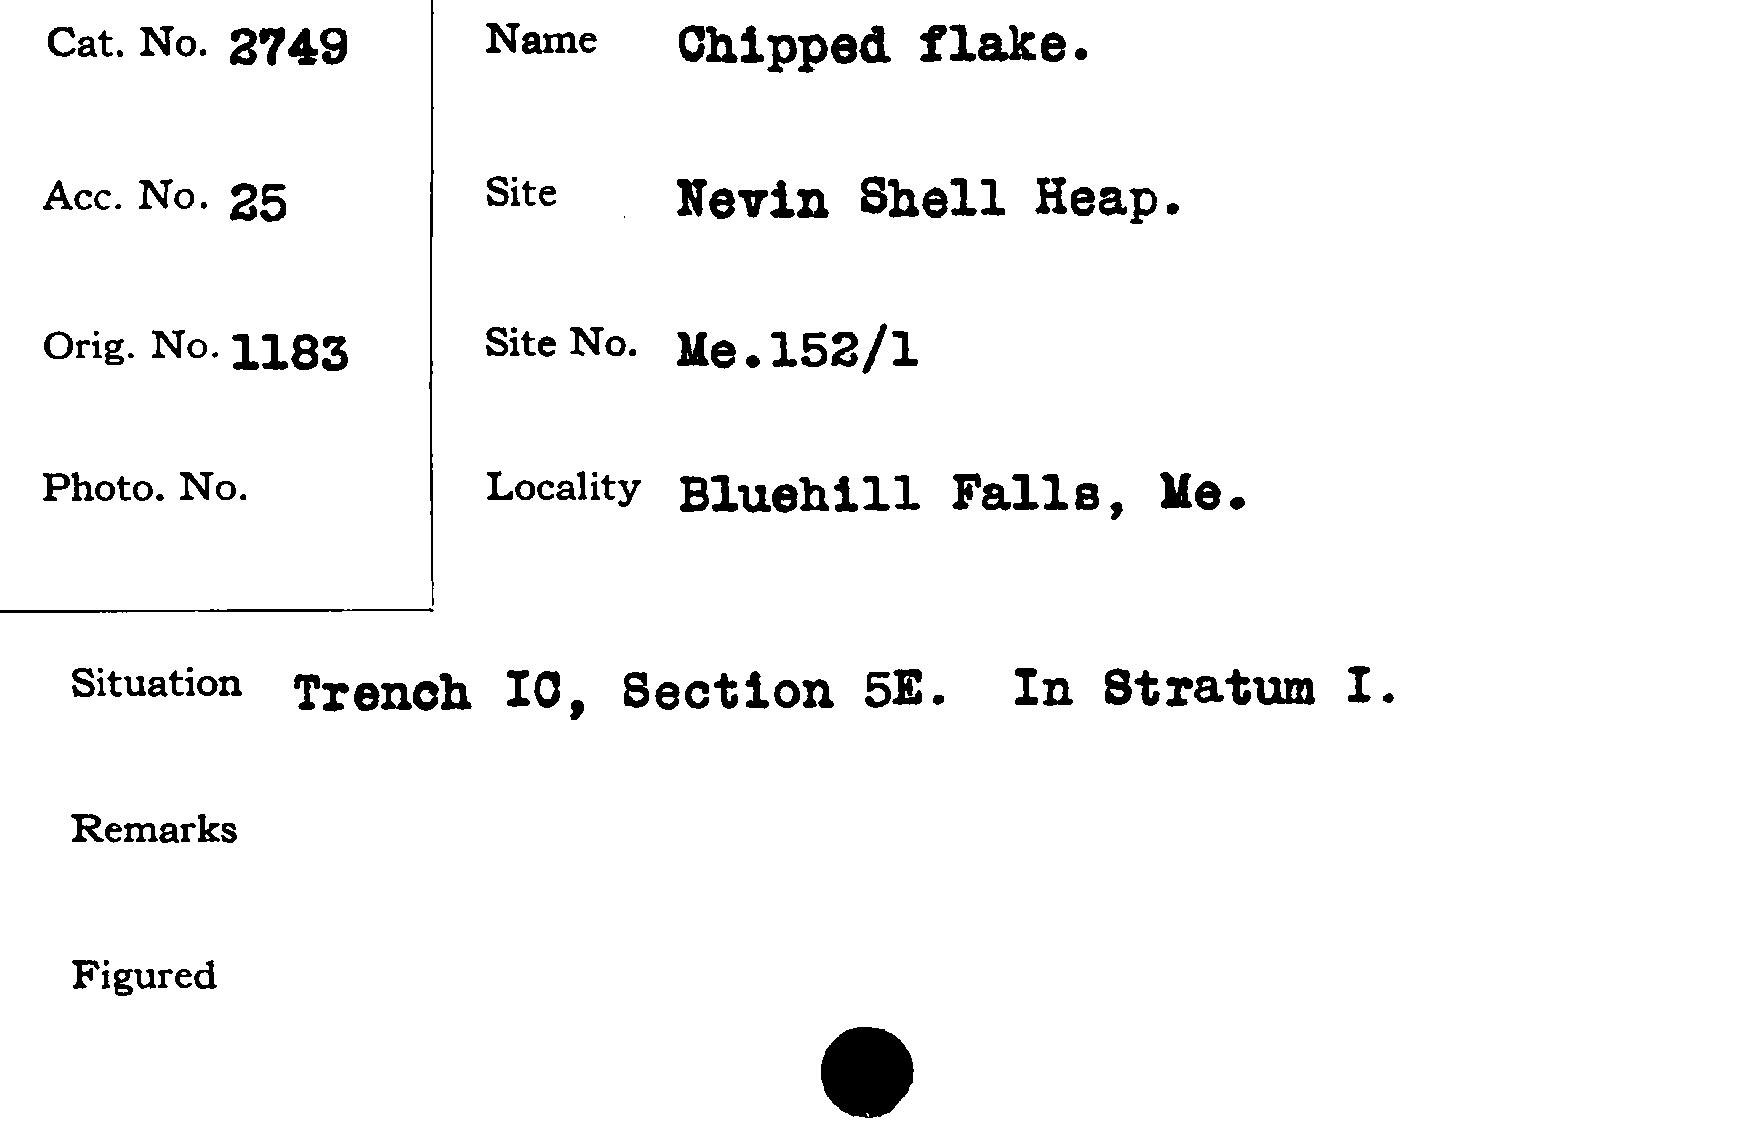 Cat. No. 2749
Acc. No. 25
Orig. No. 1183
Photo. No.
Name Chipped flake.
Site Nevin Shell Heap.
Site No. Me.152/1
Locality Bluehill Falls, Me.
Situation Trench IC, Section 5E. In Stratum I.
Remarks
Figured